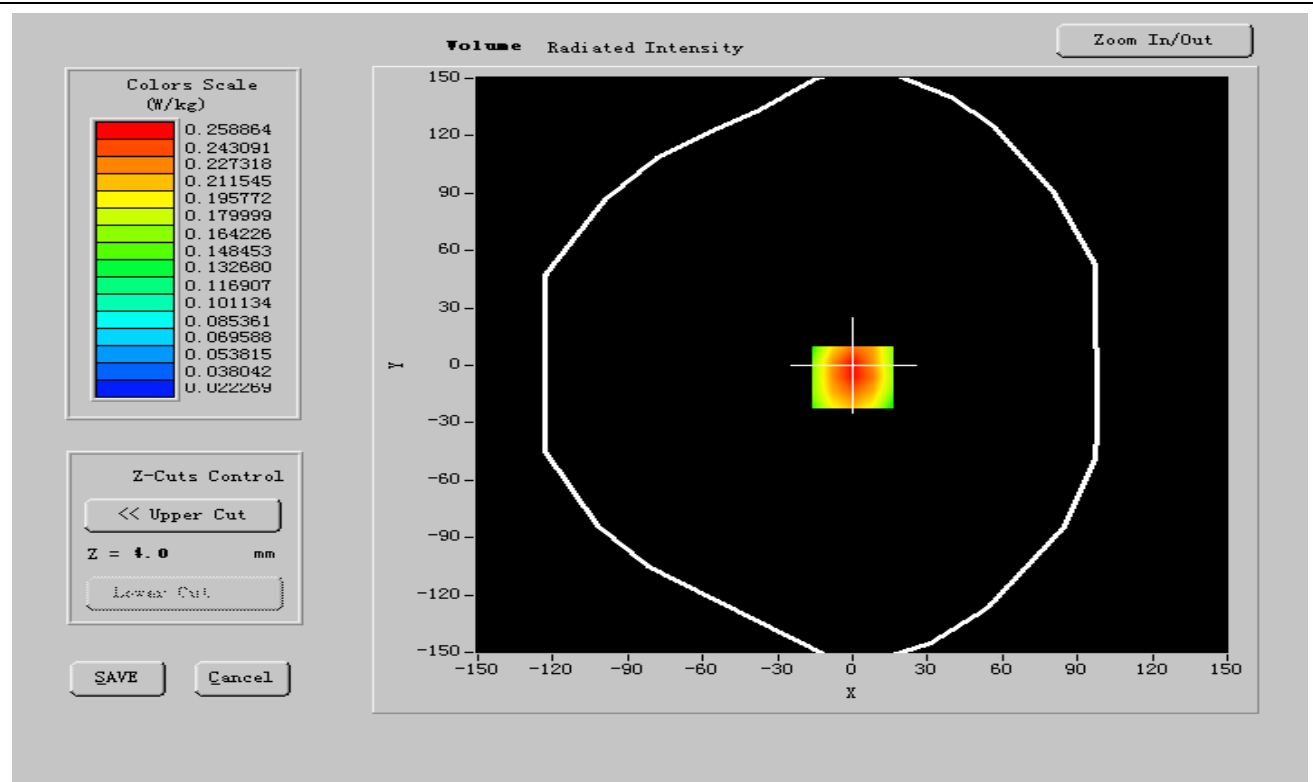 Volume Radiated Intensity
Zoom In/Out
Colors Scale
(W/kg)
0.258864
0.243091
0.227318
0.211545
0.195772
0.179999
0.164226
0.148453
0.132680
0.116907
0.101134
0.085361
0.069588
0.053815
0.038042
0.022269
Z-Cuts Control
<< Upper Cut
Z = 4.0 mm
Lower Cut
SAVE
Cancel
150
120
90
60
30
0
-30
-60
-90
-120
-150
Y
-150 -120 -90 -60 -30 0 30 60 90 120 150
X